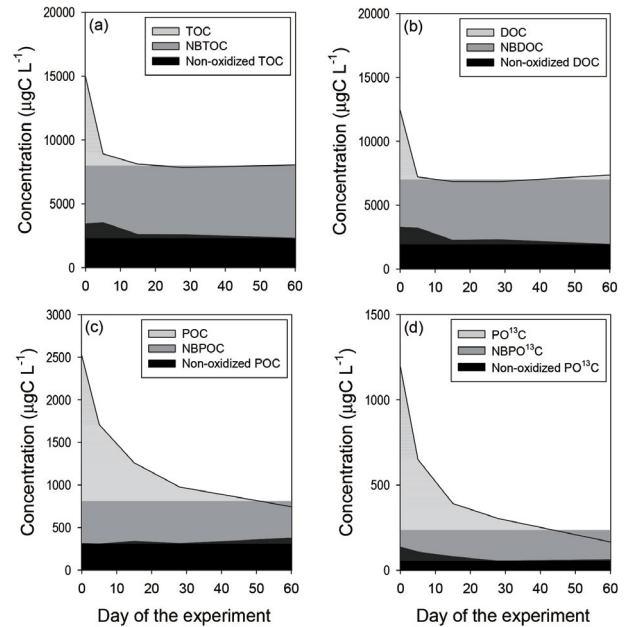 (a)
TOC
NBTOC
Non-oxidized TOC
Concentration (µgC L⁻¹)
20000
15000
10000
5000
0
0 10 20 30 40 50 60
(b)
DOC
NBDOC
Non-oxidized DOC
Concentration (µgC L⁻¹)
20000
15000
10000
5000
0
0 10 20 30 40 50 60
(c)
POC
NBPOC
Non-oxidized POC
Concentration (µgC L⁻¹)
3000
2500
2000
1500
1000
500
0
0 10 20 30 40 50 60
Day of the experiment
(d)
PO¹³C
NBPO¹³C
Non-oxidized PO¹³C
Concentration (µgC L⁻¹)
1500
1000
500
0
0 10 20 30 40 50 60
Day of the experiment